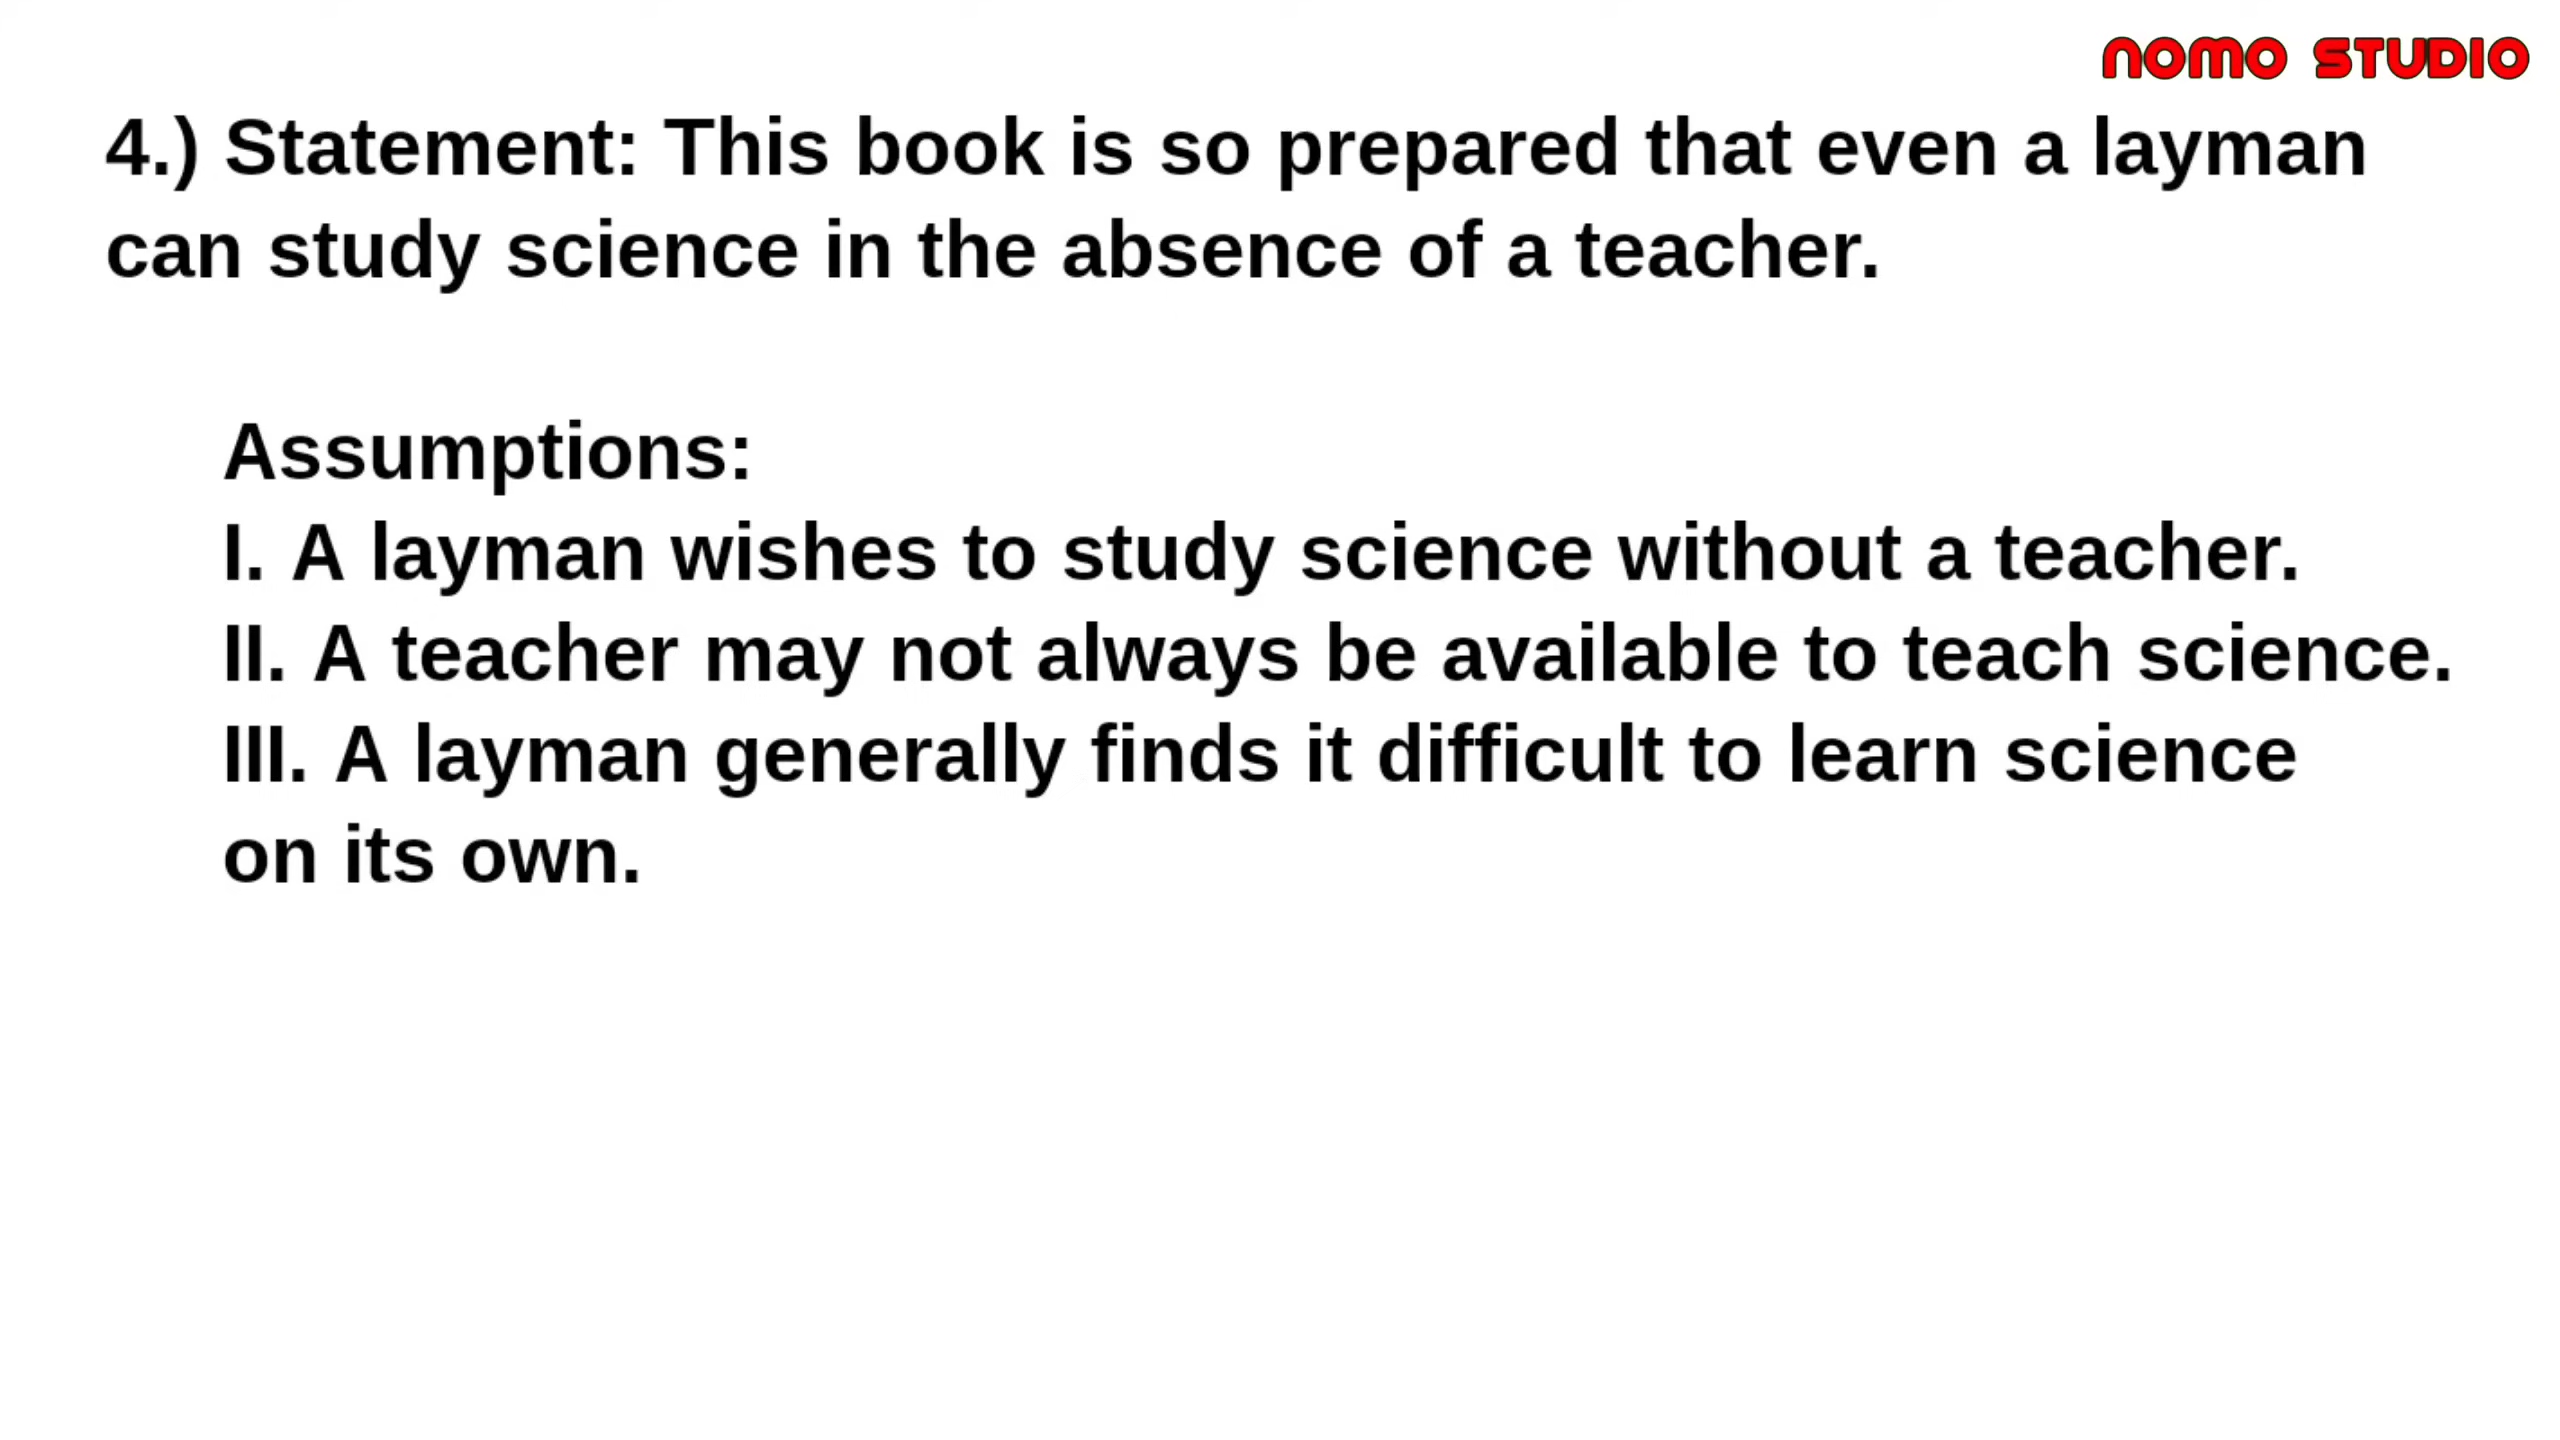 NOMO STUDIO
4.) Statement: This book is so prepared that even a layman
can study science in the absence of a teacher.
Assumptions:
I. A layman wishes to study science without a teacher.
II. A teacher may not always be available to teach science.
III. A layman generally finds it difficult to learn science
on its own.